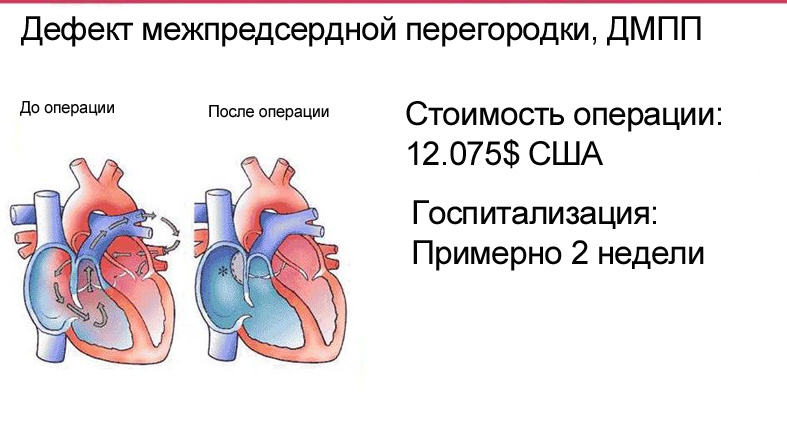 Дефект межпредсердной перегородки, ДМПП
До операции
После операции
Стоимость операции:
12.075$ США
Госпитализация:
Примерно 2 недели
*